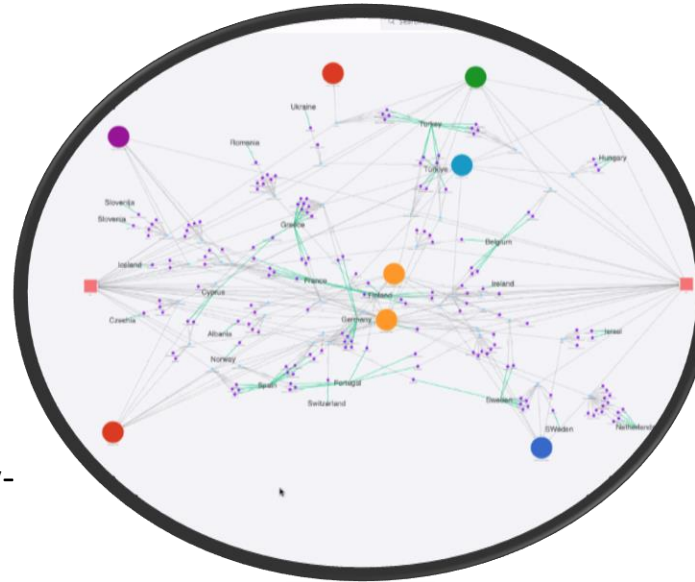 Ukraine
Turkey
Romania
Hungary
Türkiye
Slovenija
Slovenia
Greece
Belgium
Iceland
France
Ireland
Cyprus
Finland
Czechia
Germany
Albania
Israel
Norway
Spain
Portugal
Switzerland
Sweden
SWeden
Netherlands